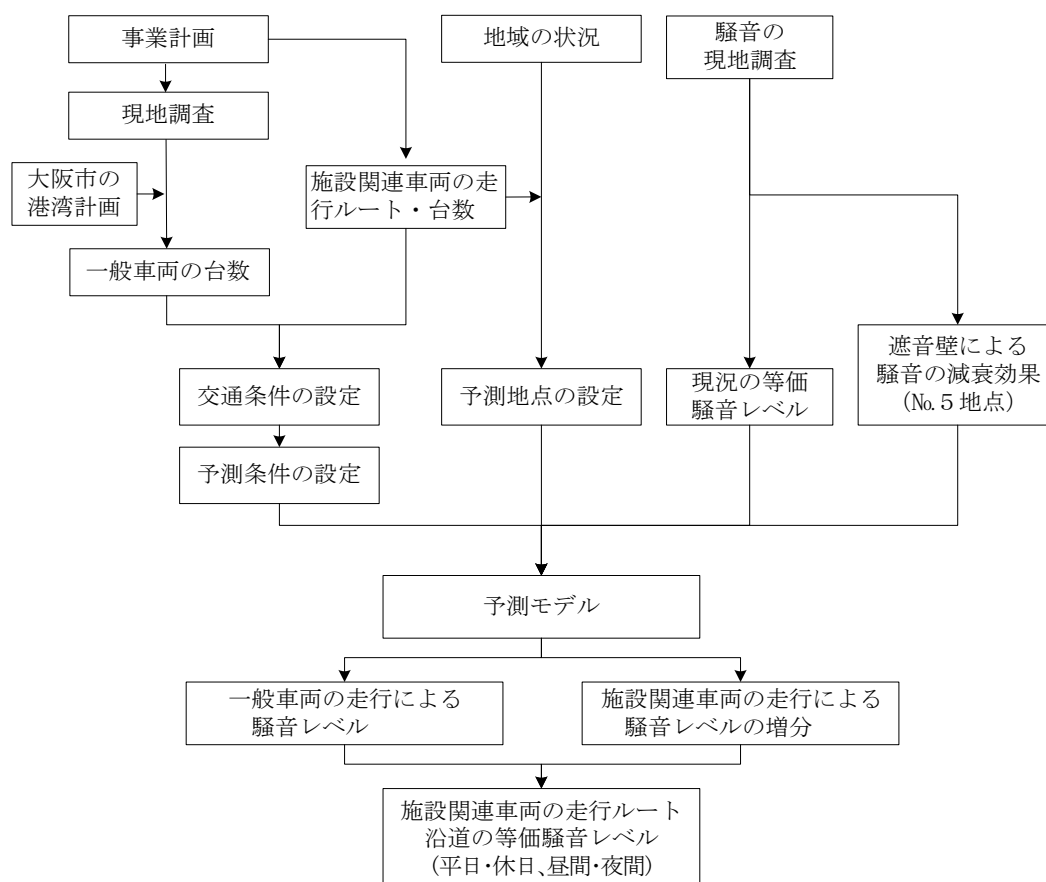 事業計画
地域の状況
騒音の
現地調査
現地調査
大阪市の
港湾計画
施設関連車両の走
行ルート・台数
一般車両の台数
交通条件の設定
予測地点の設定
現況の等価
騒音レベル
遮音壁による
騒音の減衰効果
(№5地点)
予測条件の設定
予測モデル
一般車両の走行による
騒音レベル
施設関連車両の走行による
騒音レベルの増分
施設関連車両の走行ルート
沿道の等価騒音レベル
(平日・休日、昼間・夜間)